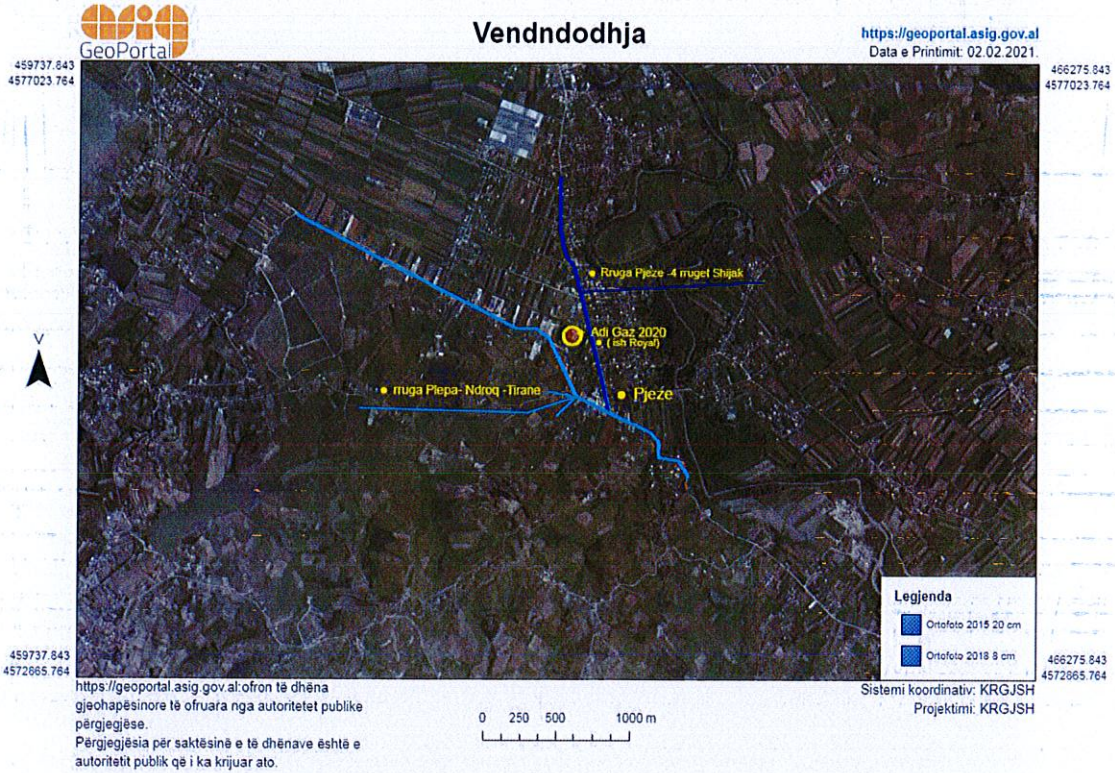 asig
GeoPortal
Vendndodhja
https://geoportal.asig.gov.al
Data e Printimit: 02.02.2021.
459737.843
4577023.764
466275.843
4577023.764
Rruga Pjeze -4 rruget Shijak
Adi Gaz 2020
( ish Royal)
rruga Plepa- Ndroq -Tirane
Pjeze
V
Legjenda
Ortofoto 2015 20 cm
Ortofoto 2018 8 cm
459737.843
4572865.764
466275.843
4572865.764
https://geoportal.asig.gov.al:ofron të dhëna
gjeohapësinore të ofruara nga autoritetet publike
përgjegjëse.
Përgjegjësia për saktësinë e të dhënave është e
autoritetit publik që i ka krijuar ato.
0 250 500 1000 m
Sistemi koordinativ: KRGJSH
Projektimi: KRGJSH